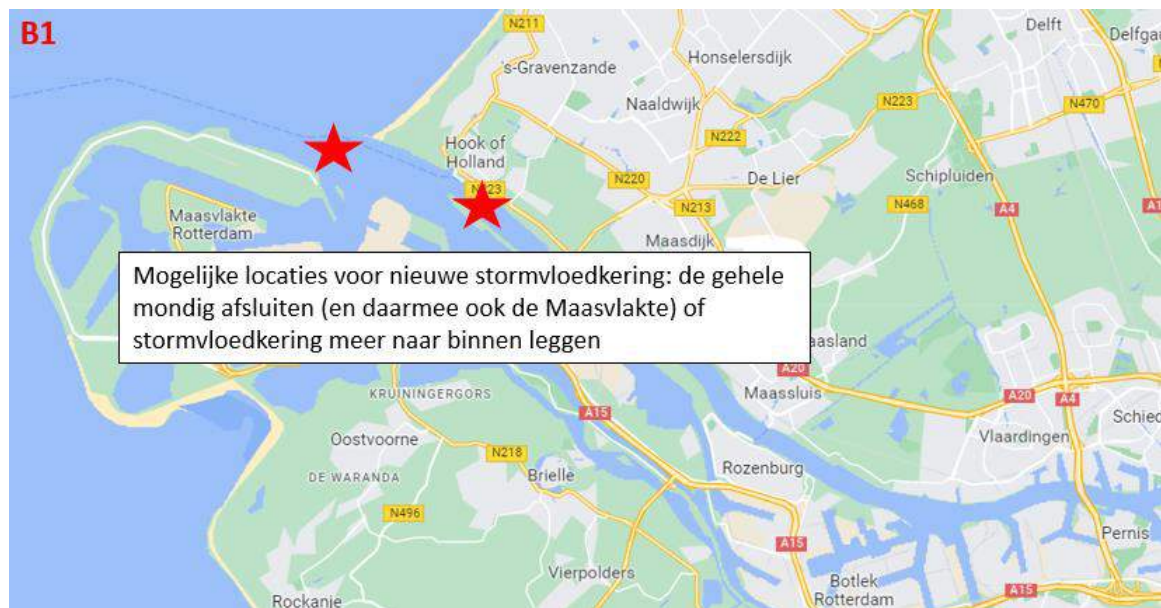 B1
N211
Delft
Delfga
Honselersdijk
's-Gravenzande
Naaldwijk
N223
N470
N222
Hook of
Holland
De Lier
Schipluiden
N220
N223
N213
N468
A4
Maasvlakte
Rotterdam
Maasdijk
Mogelijke locaties voor nieuwe stormvloedkering: de gehele
mondig afsluiten (en daarmee ook de Maasvlakte) of
stormvloedkering meer naar binnen leggen
aasland
A20
KRUININGERGORS
Maassluis
A20
A4
A15
Schied
Oostvoorne
Vlaardingen
N218
DE WARANDA
Brielle
Rozenburg
N496
A15
Pernis
Vierpolders
Botlek
Rotterdam
A15
Rockanje